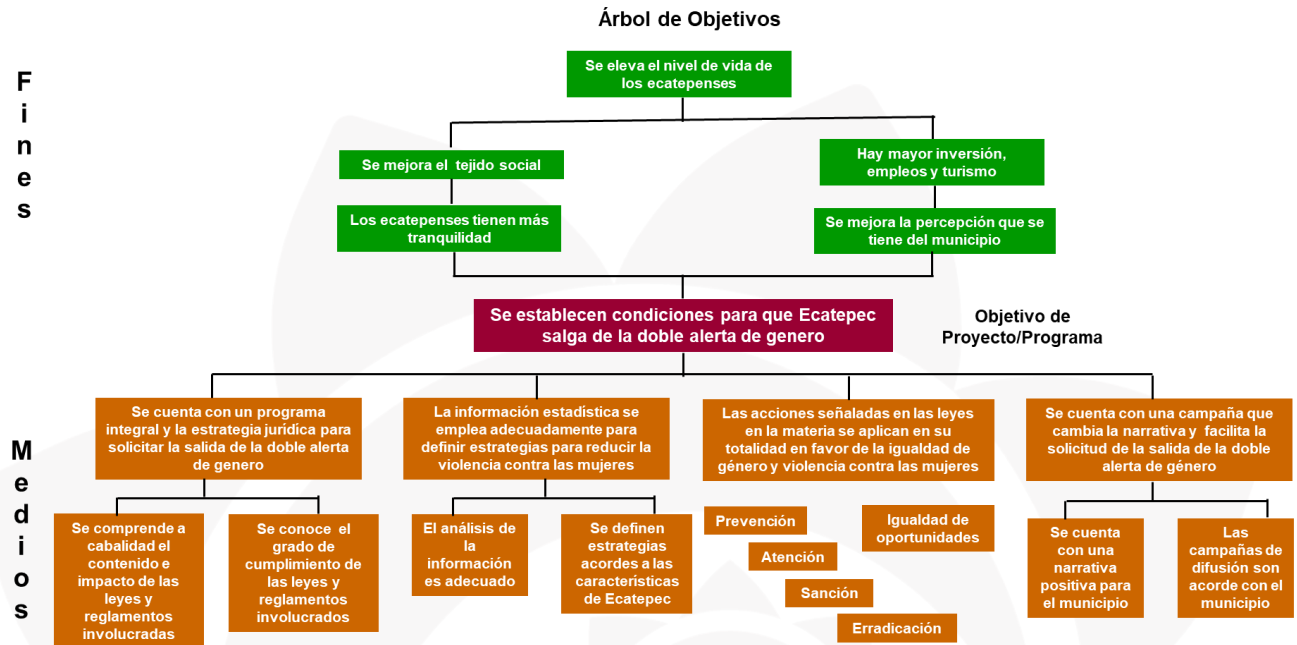 Árbol de Objetivos
Fines
Se eleva el nivel de vida de
los ecatepenses
Se mejora el tejido social
Hay mayor inversión,
empleos y turismo
Los ecatepenses tienen más
tranquilidad
Se mejora la percepción que se
tiene del municipio
Se establecen condiciones para que Ecatepec
salga de la doble alerta de genero
Objetivo de
Proyecto/Programa
Medios
Se cuenta con un programa
integral y la estrategia jurídica para
solicitar la salida de la doble alerta
de genero
La información estadística se
emplea adecuadamente para
definir estrategias para reducir la
violencia contra las mujeres
Las acciones señaladas en las leyes
en la materia se aplican en su
totalidad en favor de la igualdad de
género y violencia contra las mujeres
Se cuenta con una campaña que
cambia la narrativa y facilita la
solicitud de la salida de la doble
alerta de género
Se comprende a
cabalidad el
contenido e
impacto de las
leyes y
reglamentos
involucradas
Se conoce el
grado de
cumplimiento de
las leyes y
reglamentos
involucrados
El análisis de
la
información
es adecuado
Se definen
estrategias
acordes a las
características
de Ecatepec
Prevención
Atención
Sanción
Erradicación
Igualdad de
oportunidades
Se cuenta
con una
narrativa
positiva para
el municipio
Las
campañas de
difusión son
acorde con el
municipio